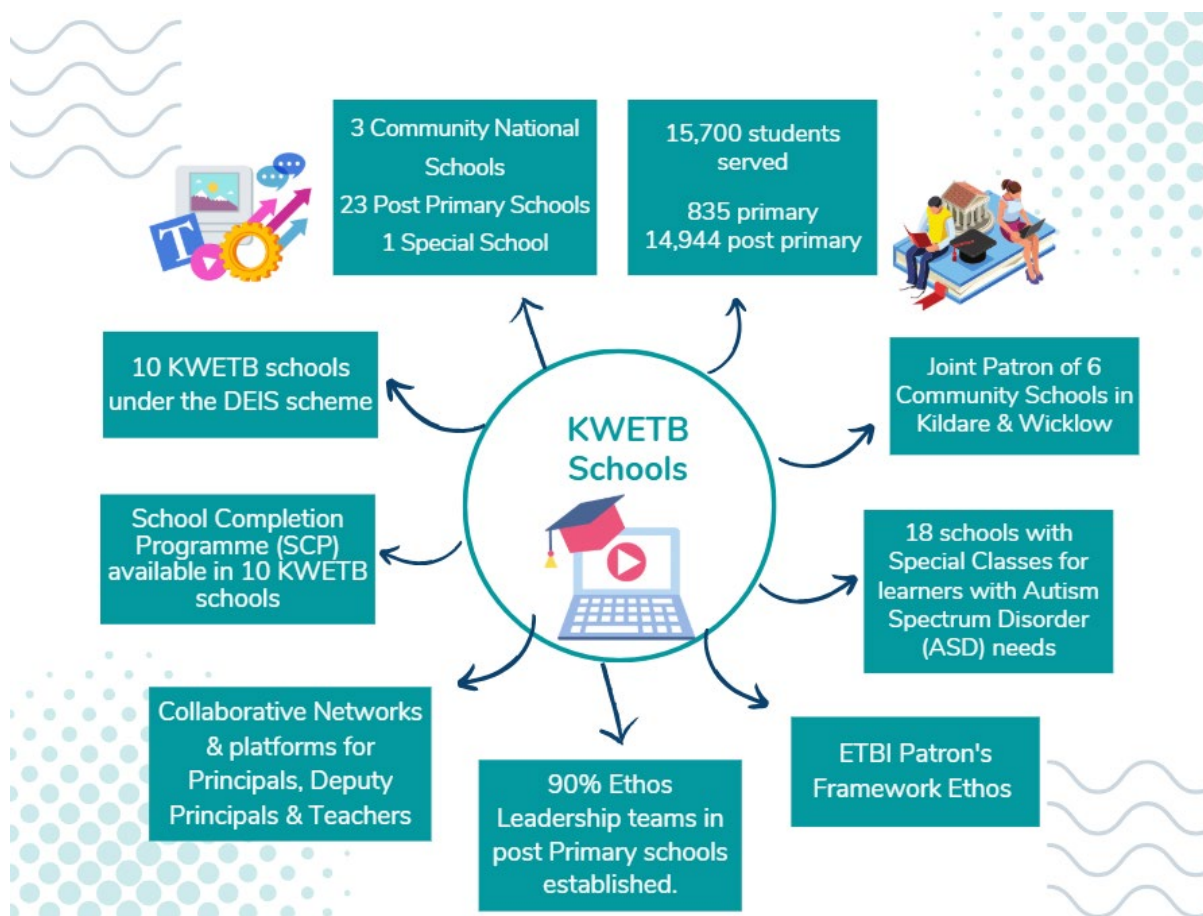 3 Community National
Schools
23 Post Primary Schools
1 Special School
15,700 students
served
835 primary
14,944 post primary
10 KWETB schools
under the DEIS scheme
Joint Patron of 6
Community Schools in
Kildare & Wicklow
KWETB
Schools
School Completion
Programme (SCP)
available in 10 KWETB
schools
18 schools with
Special Classes for
learners with Autism
Spectrum Disorder
(ASD) needs
Collaborative Networks
& platforms for
Principals, Deputy
Principals & Teachers
90% Ethos
Leadership teams in
post Primary schools
established.
ETBI Patron's
Framework Ethos
T